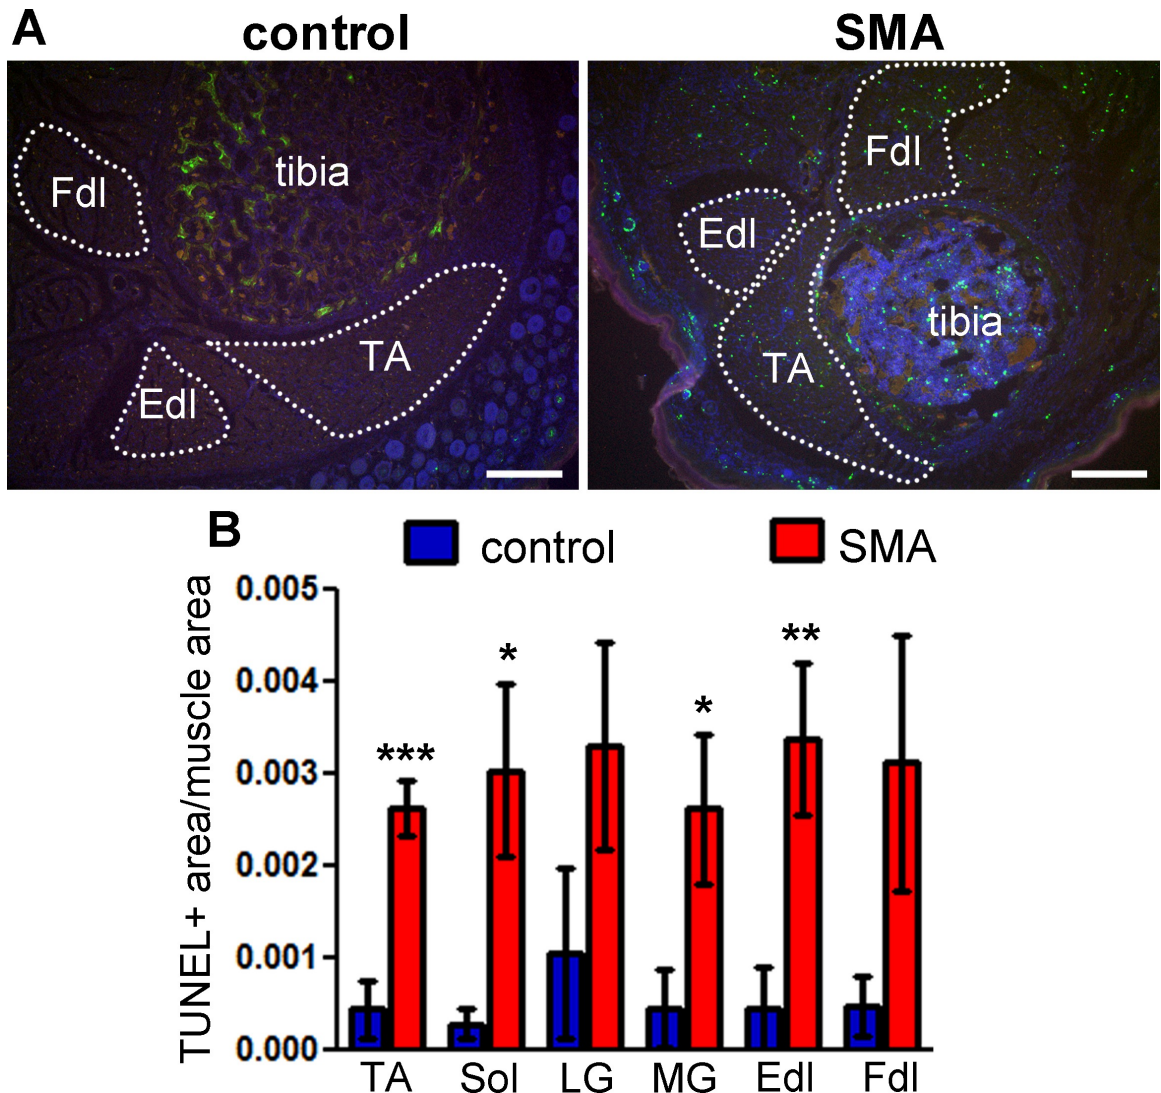 A
control
SMA
Fdl
tibia
TA
Edl
Fdl
Edl
tibia
TA
B
control
SMA
TUNEL+ area/muscle area
0.005
0.004
0.003
0.002
0.001
0.000
***
*
*
**
TA
Sol
LG
MG
Edl
Fdl